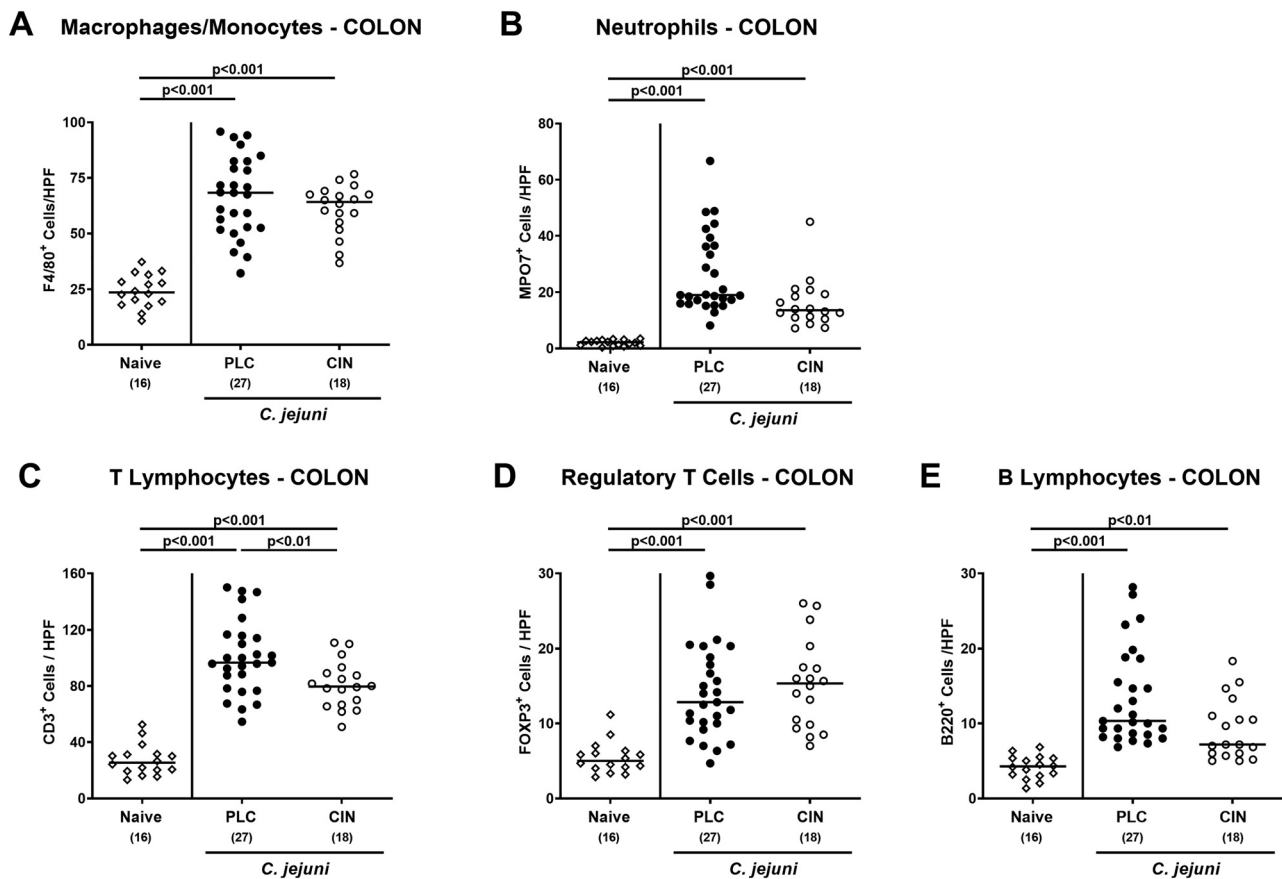 A Macrophages/Monocytes - COLON
p<0.001
p<0.001
F4/80+ Cells/HPF
100
75
50
25
0
Naive PLC CIN
(16) (27) (18)
C. jejuni
B Neutrophils - COLON
p<0.001
p<0.001
MPO7+ Cells /HPF
80
60
40
20
0
Naive PLC CIN
(16) (27) (18)
C. jejuni
C T Lymphocytes - COLON
p<0.001
p<0.001 p<0.01
CD3+ Cells / HPF
160
120
80
40
0
Naive PLC CIN
(16) (27) (18)
C. jejuni
D Regulatory T Cells - COLON
p<0.001
p<0.001
FOXP3+ Cells / HPF
30
20
10
0
Naive PLC CIN
(16) (27) (18)
C. jejuni
E B Lymphocytes - COLON
p<0.01
p<0.001
B220+ Cells /HPF
30
20
10
0
Naive PLC CIN
(16) (27) (18)
C. jejuni